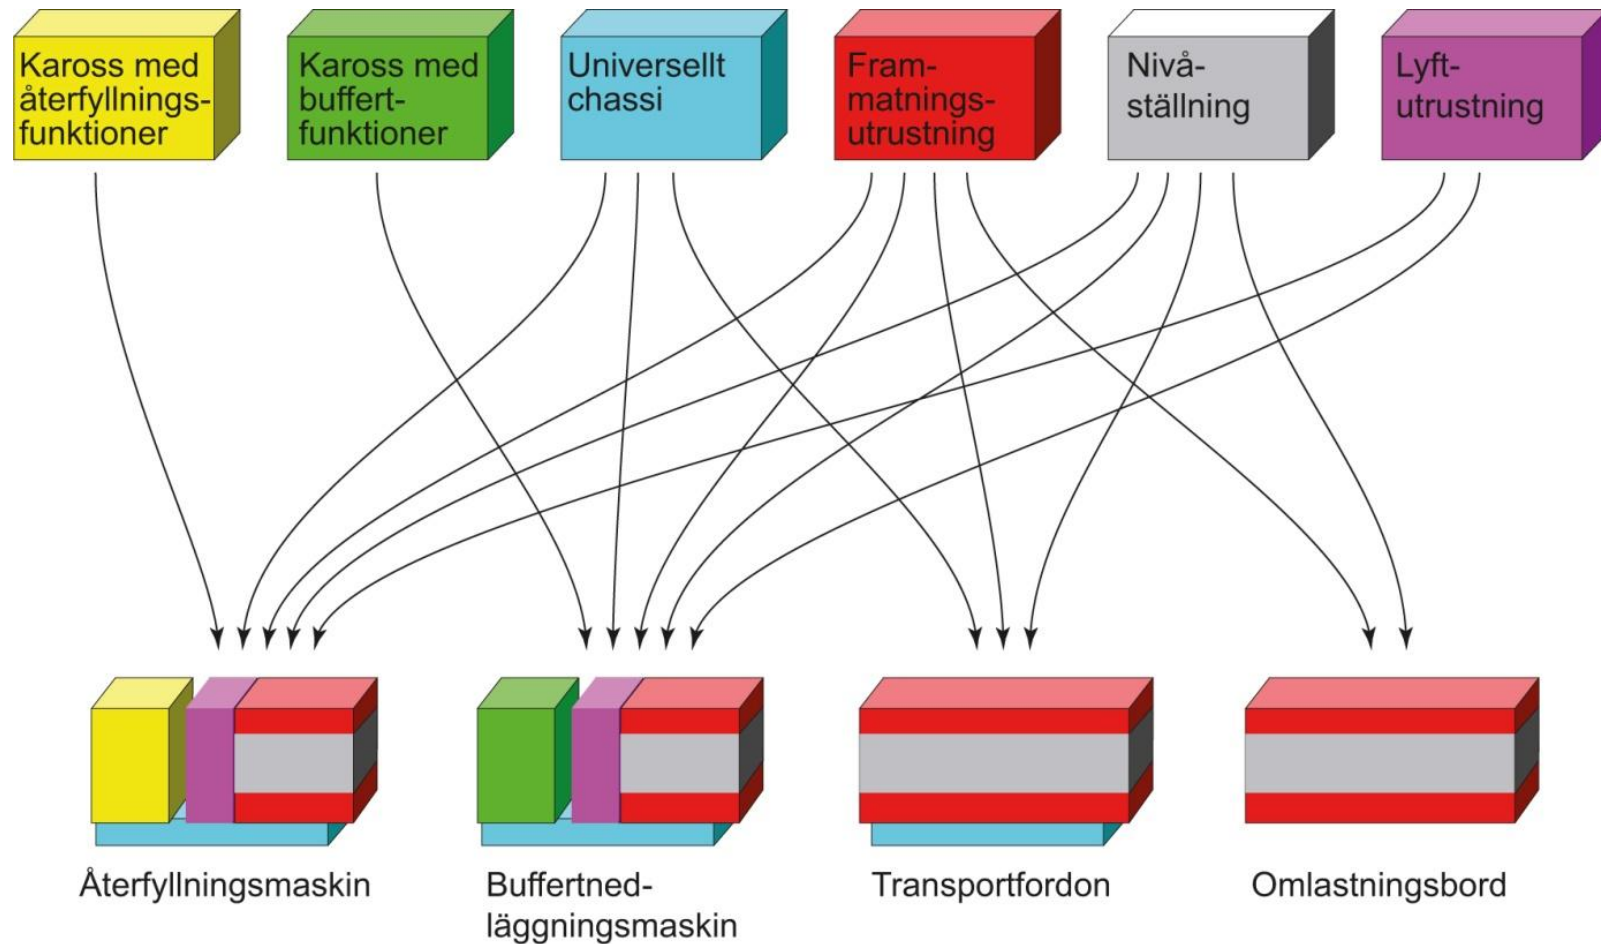 Kaross med
återfyllnings-
funktioner
Kaross med
buffert-
funktioner
Universellt
chassi
Fram-
matnings-
utrustning
Nivå-
ställning
Lyft-
utrustning
Återfyllningsmaskin
Buffertned-
läggningsmaskin
Transportfordon
Omlastningsbord